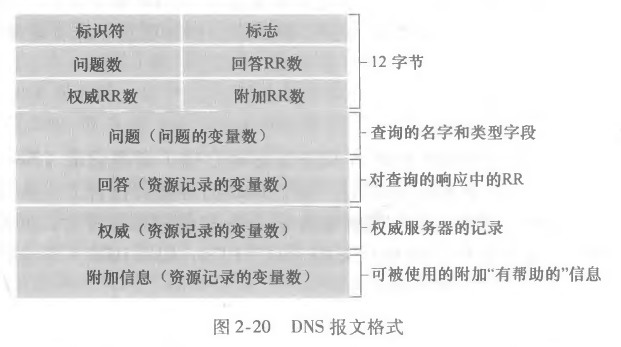 标识符 标志
问题数 回答RR数 12 字节
权威RR数 附加RR数
问题（问题的变量数） 查询的名字和类型字段
回答（资源记录的变量数） 对查询的响应中的RR
权威（资源记录的变量数） 权威服务器的记录
附加信息（资源记录的变量数） 可被使用的附加“有帮助的”信息
图 2-20 DNS 报文格式